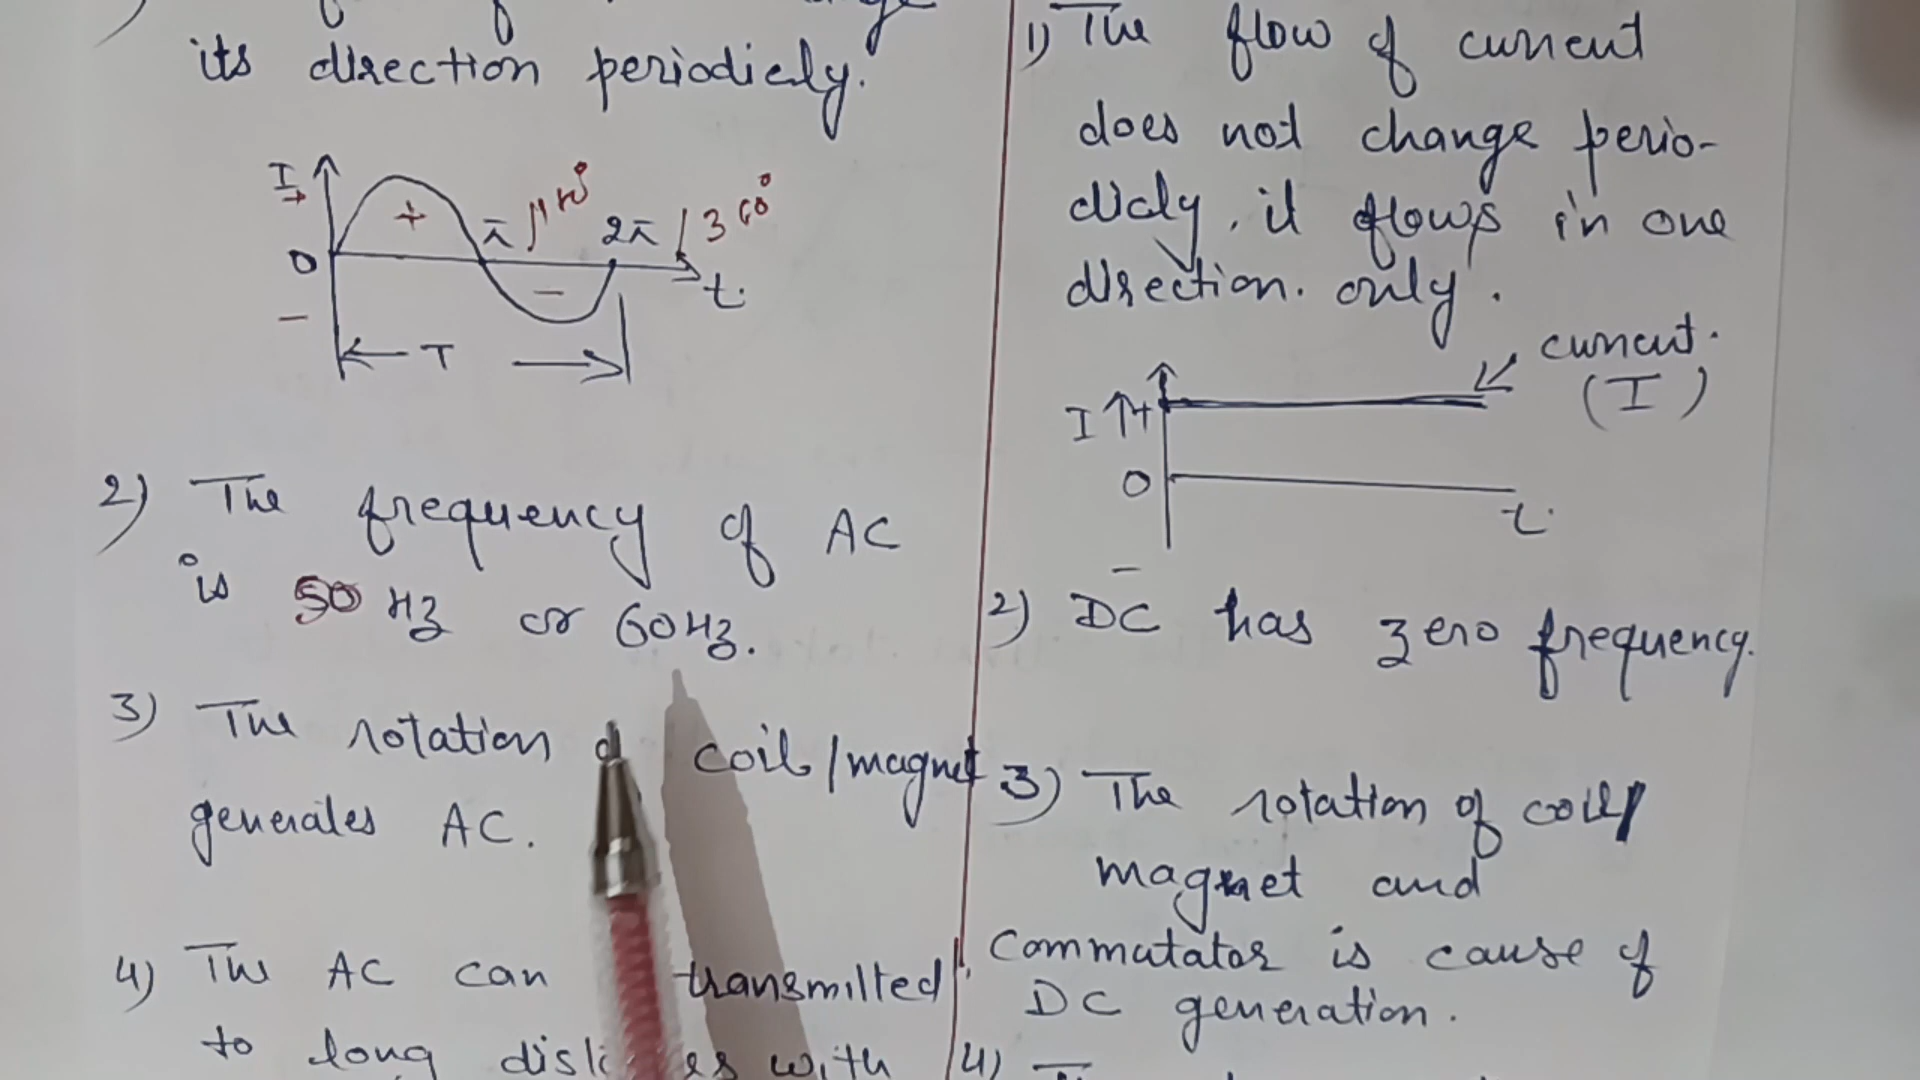 its direction periodicly.
I
+
+
π / 180°
2π / 360°
0
−
−
t.
T
2) The frequency of AC
is 50 HZ or 60HZ.
3) The rotation coil/magnet
generates AC.
4) The AC can transmitted
to long with
1) The flow of current
does not change perio-
dicly, it flows in one
direction. only.
current.
(I)
I ↑ +
0
t.
2) DC has zero frequency.
3) The rotation of coil/
magnet and
Commutator is cause of
DC generation.
4)